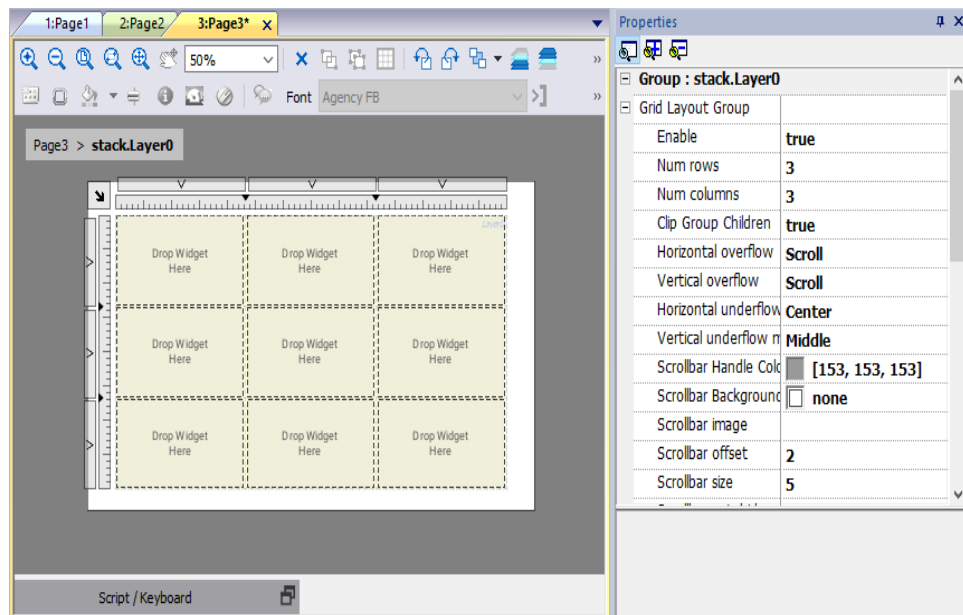 1:Page1
2:Page2
3:Page3* x
50%
Font Agency FB
Page3 > stack.Layer0
Drop Widget
Here
Drop Widget
Here
Drop Widget
Here
Drop Widget
Here
Drop Widget
Here
Drop Widget
Here
Drop Widget
Here
Drop Widget
Here
Drop Widget
Here
Script / Keyboard
Properties
Group : stack.Layer0
Grid Layout Group
Enable true
Num rows 3
Num columns 3
Clip Group Children true
Horizontal overflow Scroll
Vertical overflow Scroll
Horizontal underflow Center
Vertical underflow m Middle
Scrollbar Handle Colo [153, 153, 153]
Scrollbar Background none
Scrollbar image
Scrollbar offset 2
Scrollbar size 5